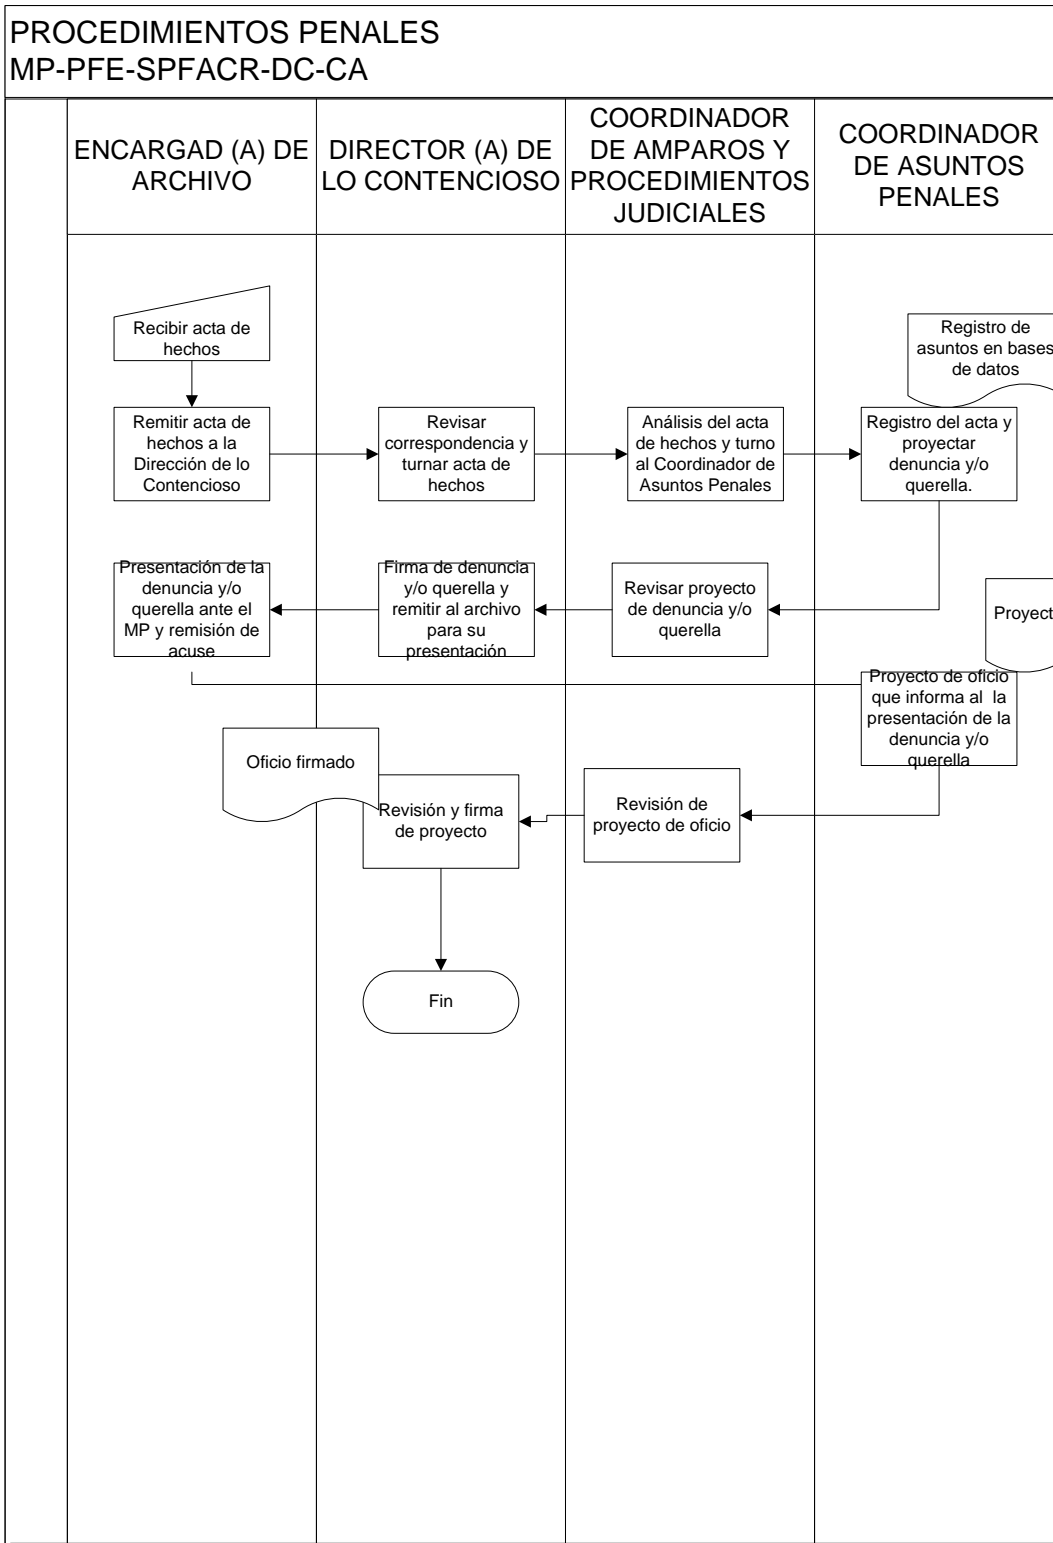 PROCEDIMIENTOS PENALES
MP-PFE-SPFACR-DC-CA
ENCARGAD (A) DE
ARCHIVO
DIRECTOR (A) DE
LO CONTENCIOSO
COORDINADOR
DE AMPAROS Y
PROCEDIMIENTOS
JUDICIALES
COORDINADOR
DE ASUNTOS
PENALES
Recibir acta de
hechos
Registro de
asuntos en bases
de datos
Remitir acta de
hechos a la
Dirección de lo
Contencioso
Revisar
correspondencia y
turnar acta de
hechos
Análisis del acta
de hechos y turno
al Coordinador de
Asuntos Penales
Registro del acta y
proyectar
denuncia y/o
querella.
Presentación de la
denuncia y/o
querella ante el
MP y remisión de
acuse
Firma de denuncia
y/o querella y
remitir al archivo
para su
presentación
Revisar proyecto
de denuncia y/o
querella
Proyect
Proyecto de oficio
que informa al  la
presentación de la
denuncia y/o
querella
Oficio firmado
Revisión y firma
de proyecto
Revisión de
proyecto de oficio
Fin